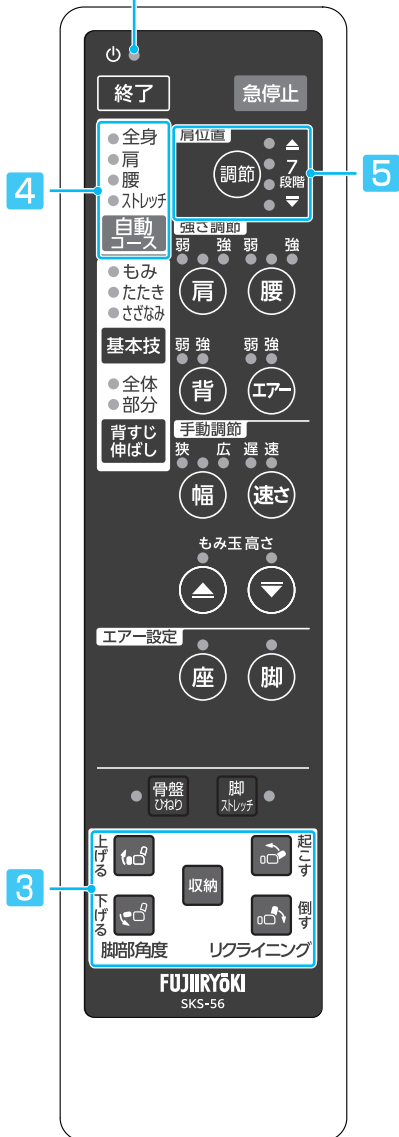 終了
急停止
全身
肩
腰
ストレッチ
自動
コース
4
肩位置
調節
7
段階
5
強さ調節
弱 強 弱 強
肩 腰
もみ
たたき
さざなみ
基本技
弱 強 弱 強
背 エアー
全体
部分
背すじ
伸ばし
手動調節
狭 広 遅 速
幅 速さ
もみ玉高さ
エアー設定
座 脚
骨盤
ひねり
脚
ストレッチ
3
上げる
起こす
収納
下げる
倒す
脚部角度 リクライニング
FUJIIRYŌKI
SKS-56